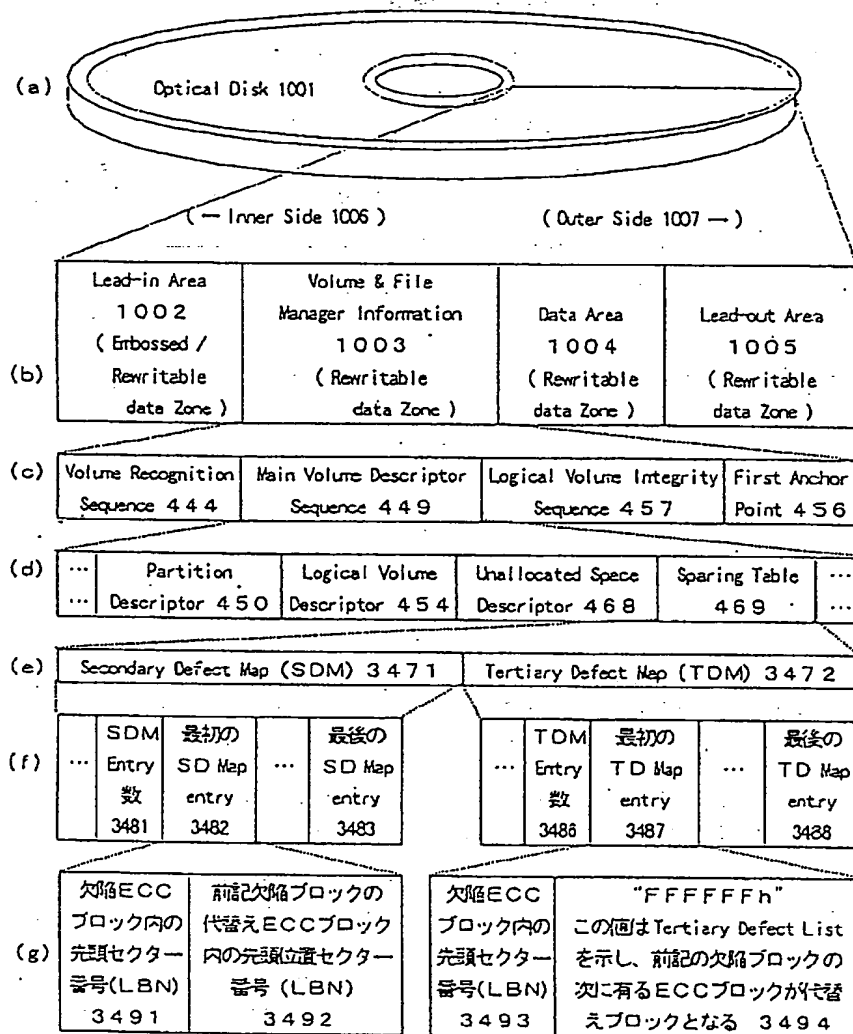 (a)
Optical Disk 1001
(← Inner Side 1006 )
(Outer Side 1007 →)
(b)
Lead-in Area
1002
( Embossed /
Rewritable
data Zone )
Volume & File
Manager Information
1003
( Rewritable
data Zone )
Data Area
1004
( Rewritable
data Zone )
Lead-out Area
1005
( Rewritable
data Zone )
(c)
Volume Recognition
Sequence 444
Main Volume Descriptor
Sequence 449
Logical Volume Integrity
Sequence 457
First Anchor
Point 456
(d)
...
...
Partition
Descriptor 450
Logical Volume
Descriptor 454
Unallocated Space
Descriptor 468
Sparing Table
469
...
...
(e)
Secondary Defect Map (SDM) 3471
Tertiary Defect Map (TDM) 3472
(f)
...
SDM
Entry
数
3481
最初の
SD Map
entry
3482
...
最後の
SD Map
entry
3483
...
TDM
Entry
数
3486
最初の
TD Map
entry
3487
...
最後の
TD Map
entry
3488
(g)
欠陥ECC
ブロック内の
先頭セクター
番号(LBN)
3491
前記欠陥ブロックの
代替えECCブロック
内の先頭位置セクター
番号 (LBN)
3492
欠陥ECC
ブロック内の
先頭セクター
番号(LBN)
3493
"FFFFFFh"
この値はTertiary Defect List
を示し、前記の欠陥ブロックの
次に有るECCブロックが代替
えブロックとなる 3494